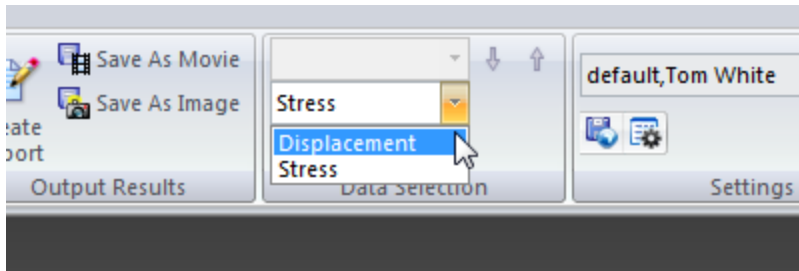 Save As Movie
Save As Image
eate
port
Output Results
Stress
Displacement
Stress
Data Selection
default,Tom White
Settings